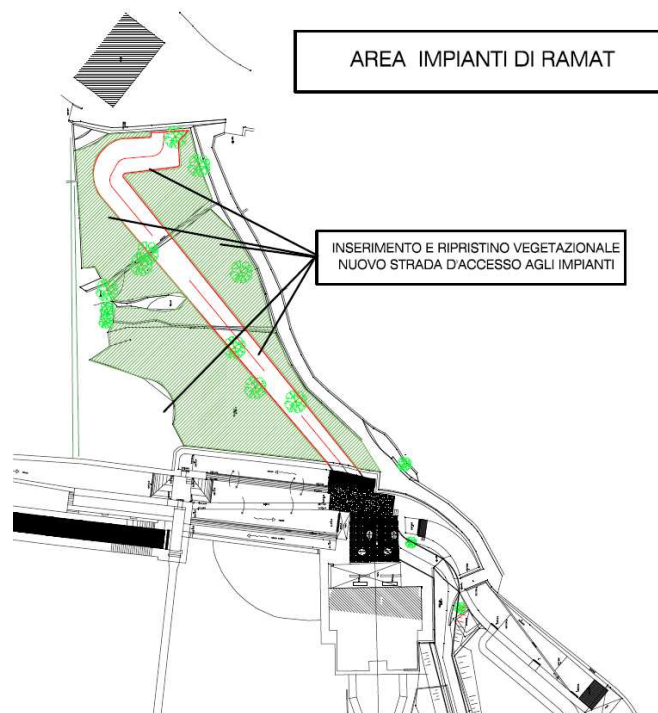 AREA IMPIANTI DI RAMAT
INSERIMENTO E RIPRISTINO VEGETAZIONALE
NUOVO STRADA D'ACCESSO AGLI IMPIANTI